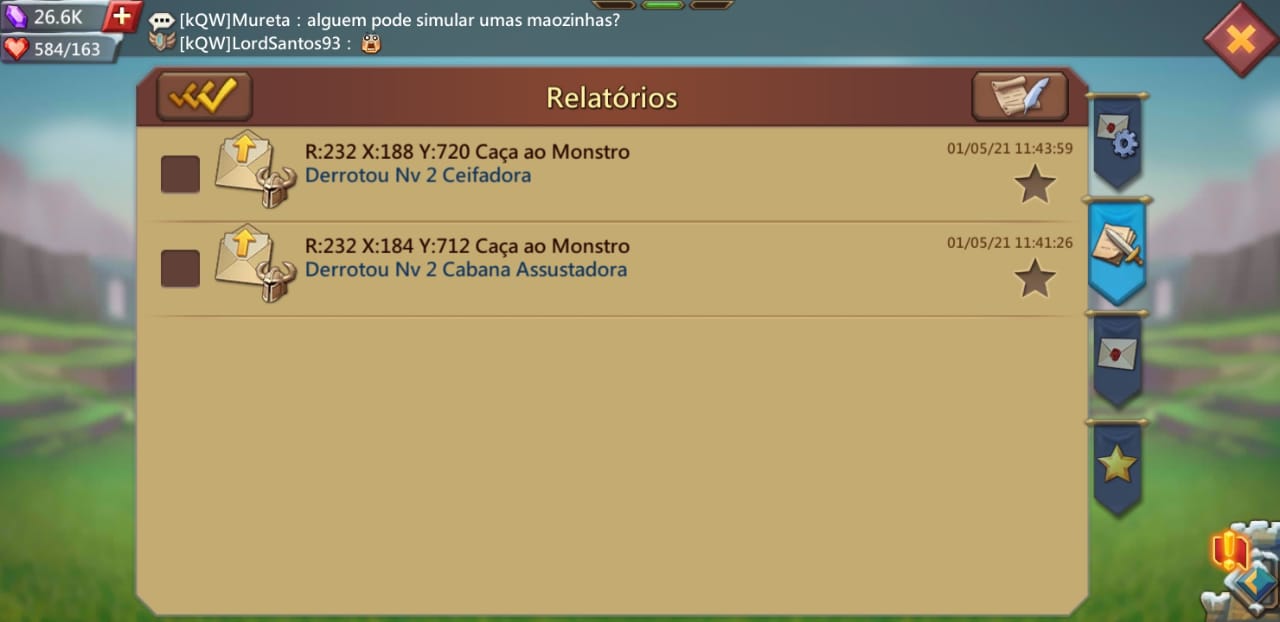 26.6K
584/163
[kQW]Mureta : alguem pode simular umas maozinhas?
[kQW]LordSantos93 :
Relatórios
R:232 X:188 Y:720 Caça ao Monstro
01/05/21 11:43:59
Derrotou Nv 2 Ceifadora
R:232 X:184 Y:712 Caça ao Monstro
01/05/21 11:41:26
Derrotou Nv 2 Cabana Assustadora